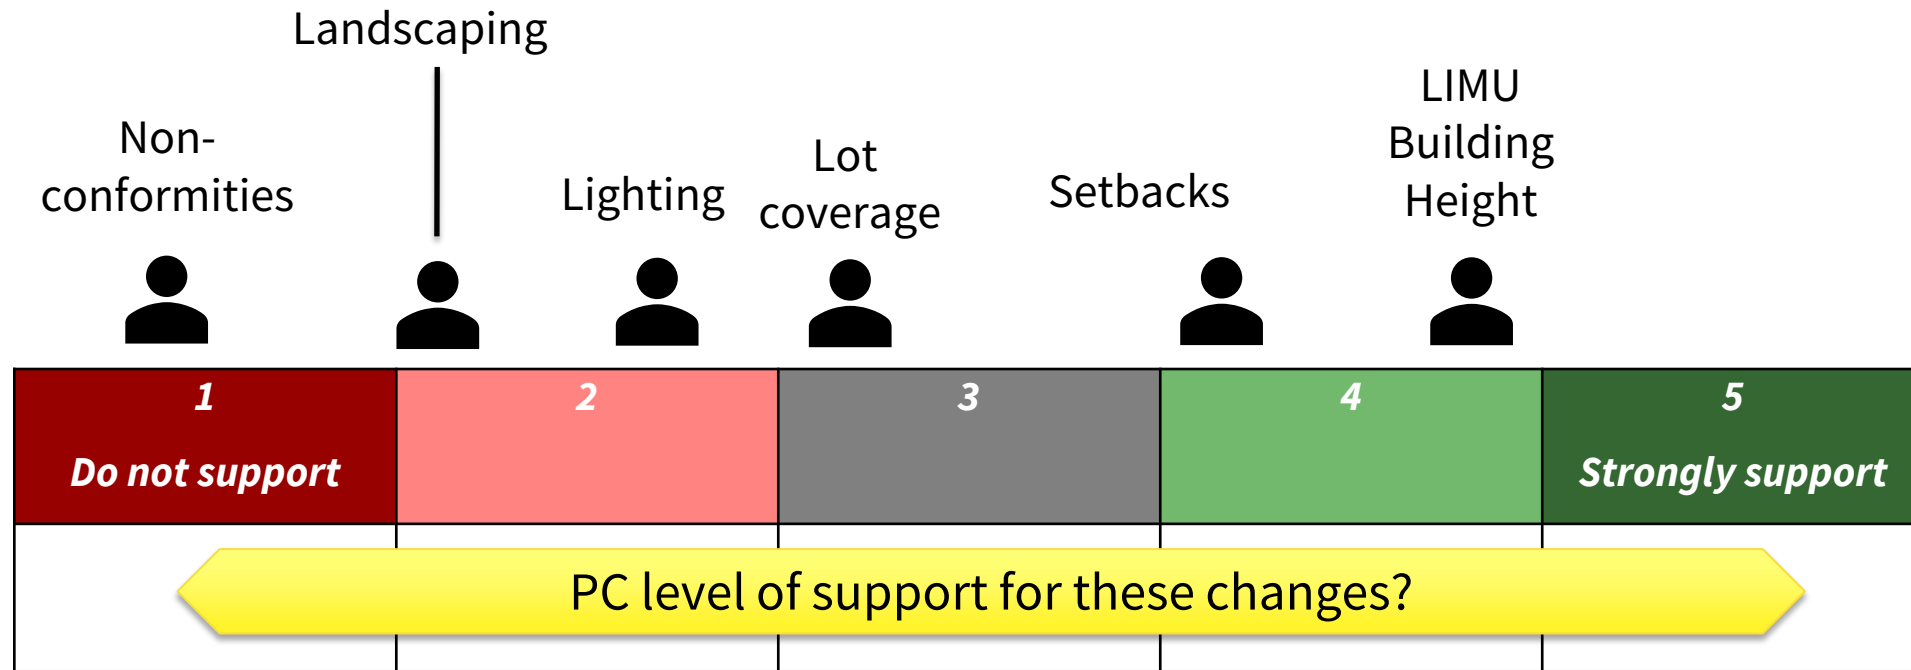 Landscaping
Non-
conformities
Lighting
Lot
coverage
Setbacks
LIMU
Building
Height
1
Do not support
2
3
4
5
Strongly support
PC level of support for these changes?